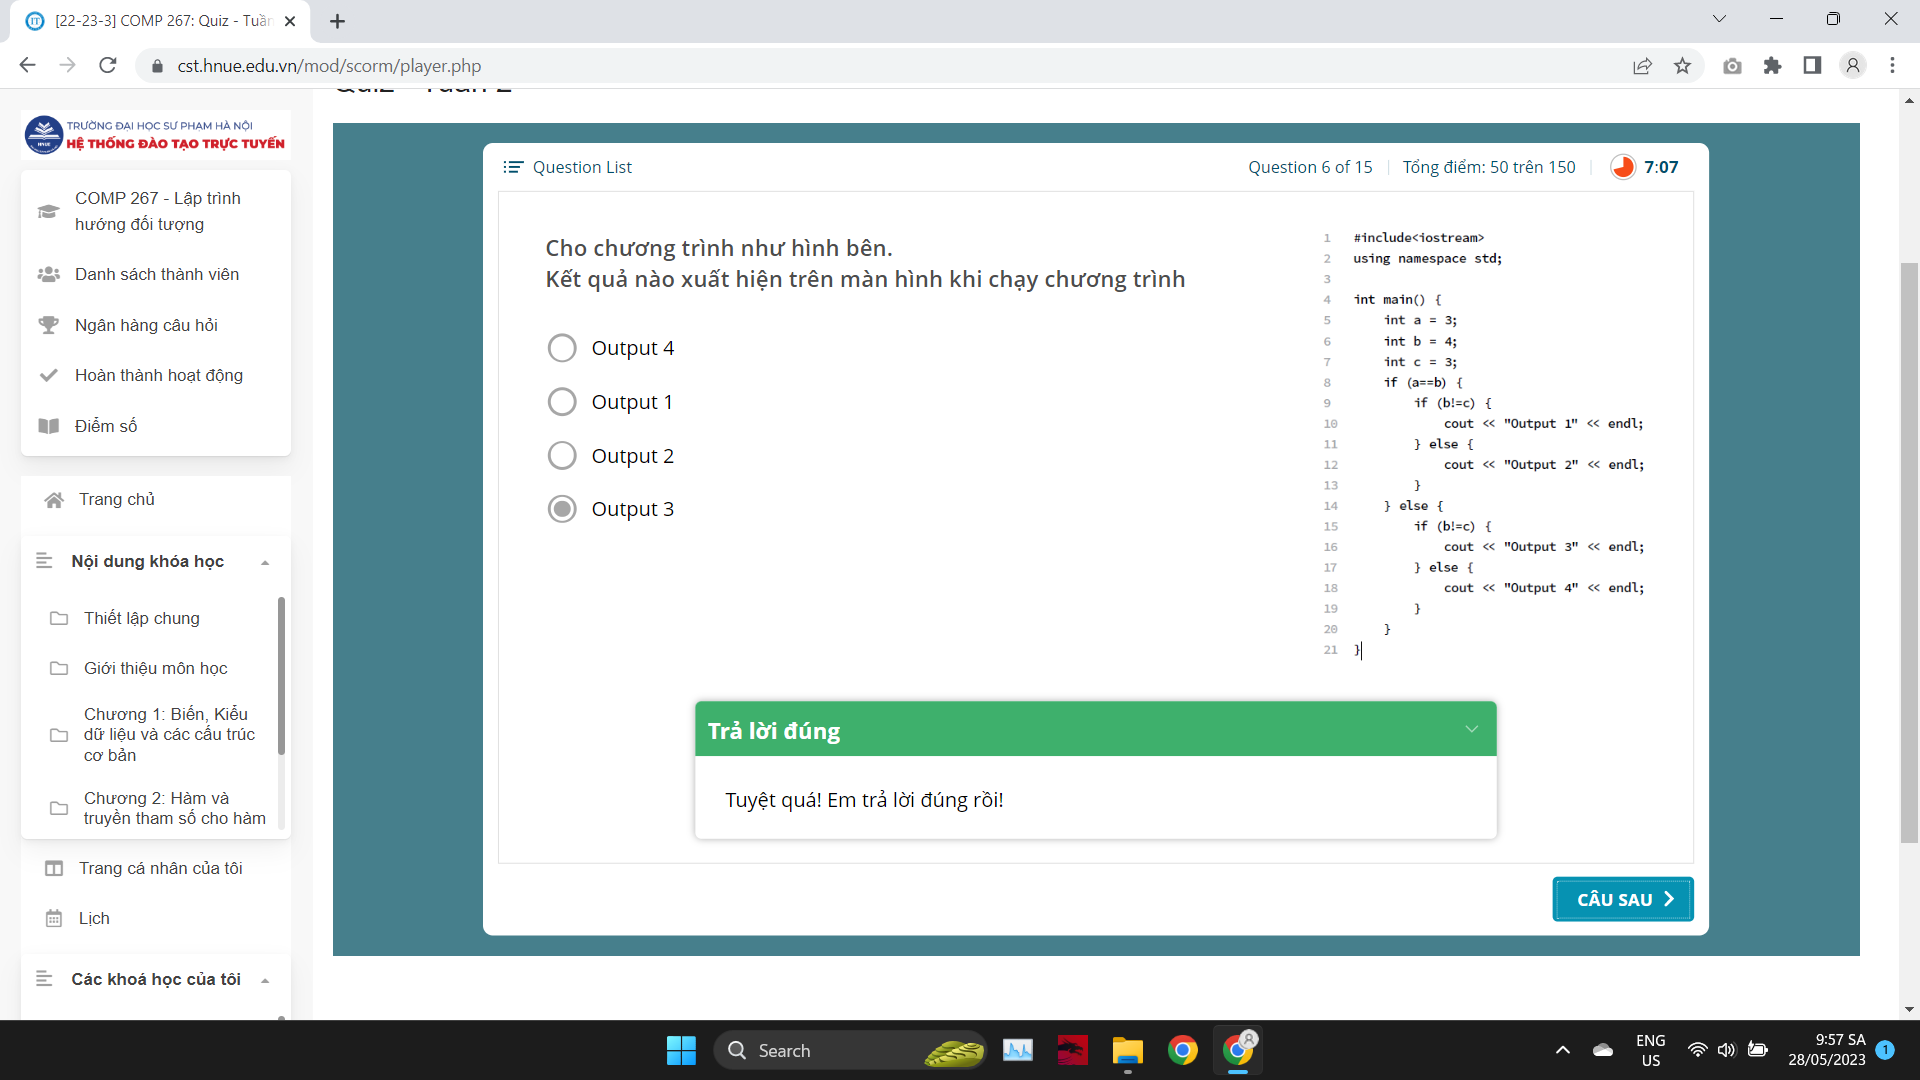 [22-23-3] COMP 267: Quiz - Tuần
cst.hnue.edu.vn/mod/scorm/player.php
Quiz - Tuần 2
TRƯỜNG ĐẠI HỌC SƯ PHẠM HÀ NỘI
HỆ THỐNG ĐÀO TẠO TRỰC TUYẾN
COMP 267 - Lập trình
hướng đối tượng
Danh sách thành viên
Ngân hàng câu hỏi
Hoàn thành hoạt động
Điểm số
Trang chủ
Nội dung khóa học
Thiết lập chung
Giới thiệu môn học
Chương 1: Biến, Kiểu
dữ liệu và các cấu trúc
cơ bản
Chương 2: Hàm và
truyền tham số cho hàm
Trang cá nhân của tôi
Lịch
Các khoá học của tôi
Question List
Question 6 of 15
Tổng điểm: 50 trên 150
7:07
Cho chương trình như hình bên.
Kết quả nào xuất hiện trên màn hình khi chạy chương trình
Output 4
Output 1
Output 2
Output 3
1 #include<iostream>
2 using namespace std;
3
4 int main() {
5 int a = 3;
6 int b = 4;
7 int c = 3;
8 if (a==b) {
9 if (b!=c) {
10 cout << "Output 1" << endl;
11 } else {
12 cout << "Output 2" << endl;
13 }
14 } else {
15 if (b!=c) {
16 cout << "Output 3" << endl;
17 } else {
18 cout << "Output 4" << endl;
19 }
20 }
21 }
Trả lời đúng
Tuyệt quá! Em trả lời đúng rồi!
CÂU SAU
Search
ENG
US
9:57 SA
28/05/2023
1